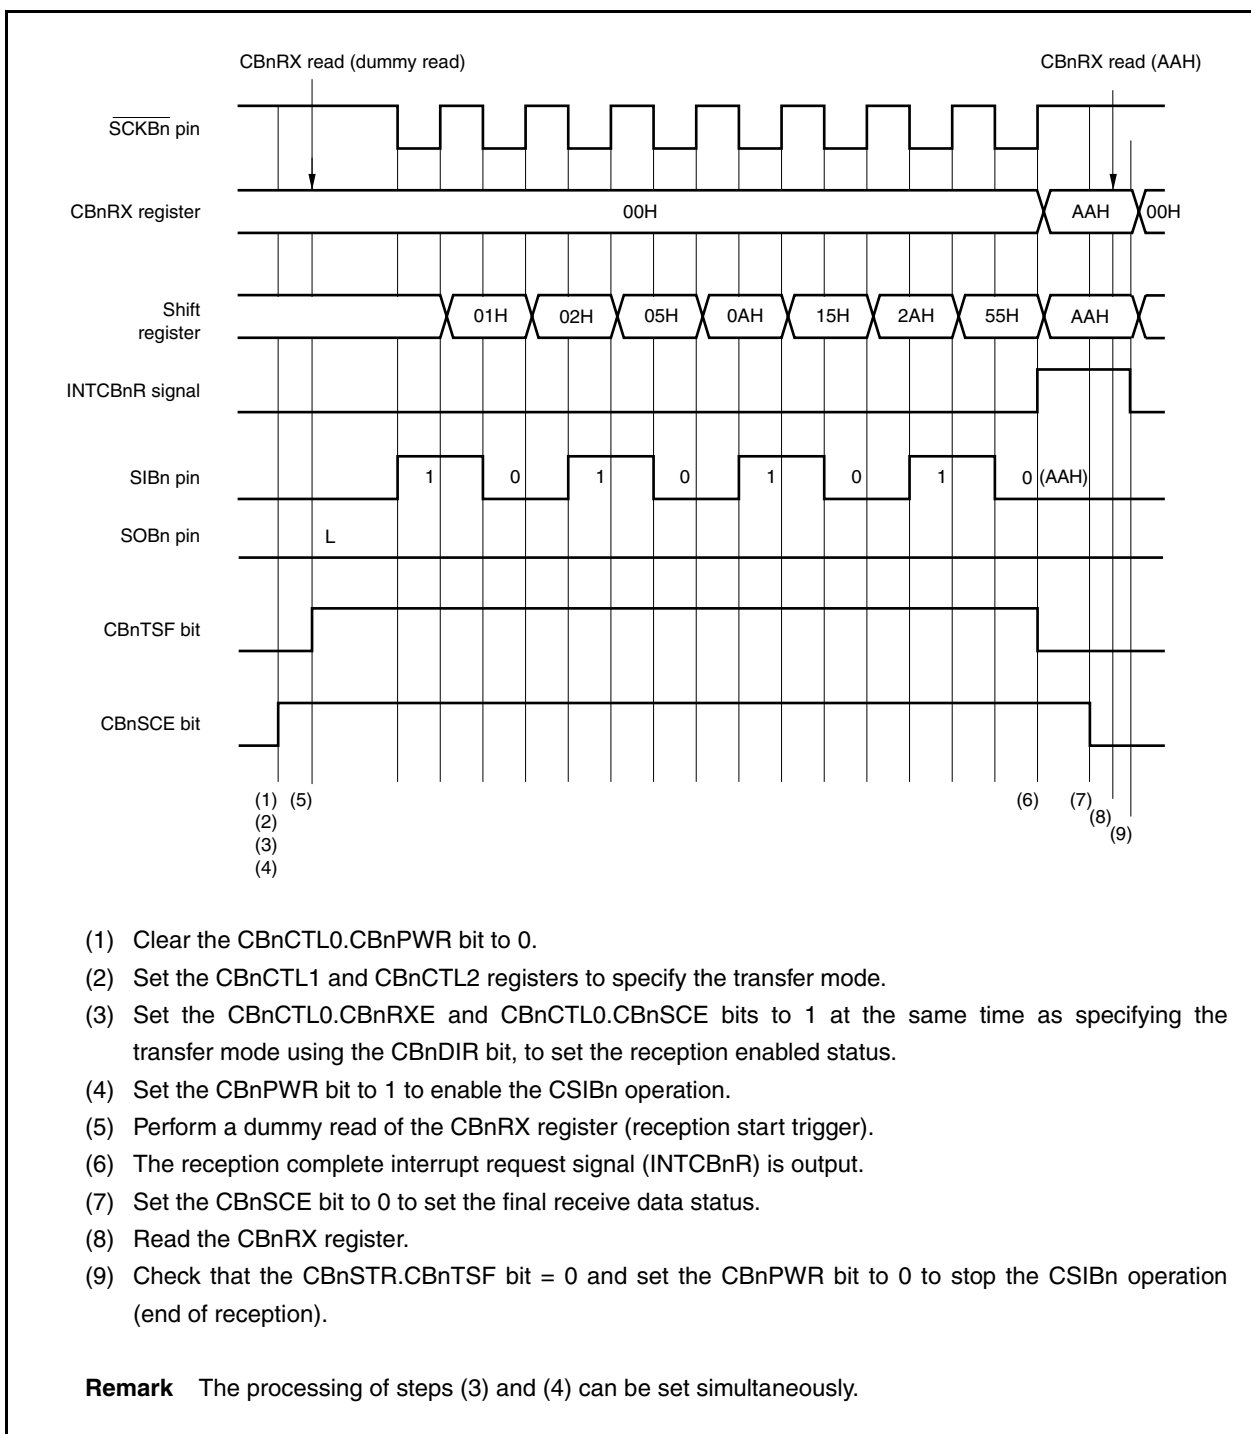 CBnRX read (dummy read)
CBnRX read (AAH)
SCKBn pin
CBnRX register
00H
AAH
00H
Shift
register
01H
02H
05H
0AH
15H
2AH
55H
AAH
INTCBnR signal
SIBn pin
1
0
1
0
1
0
1
0 (AAH)
SOBn pin
L
CBnTSF bit
CBnSCE bit
(1)
(2)
(3)
(4)
(5)
(6)
(7)
(8)
(9)
(1) Clear the CBnCTL0.CBnPWR bit to 0.
(2) Set the CBnCTL1 and CBnCTL2 registers to specify the transfer mode.
(3) Set the CBnCTL0.CBnRXE and CBnCTL0.CBnSCE bits to 1 at the same time as specifying the
transfer mode using the CBnDIR bit, to set the reception enabled status.
(4) Set the CBnPWR bit to 1 to enable the CSIBn operation.
(5) Perform a dummy read of the CBnRX register (reception start trigger).
(6) The reception complete interrupt request signal (INTCBnR) is output.
(7) Set the CBnSCE bit to 0 to set the final receive data status.
(8) Read the CBnRX register.
(9) Check that the CBnSTR.CBnTSF bit = 0 and set the CBnPWR bit to 0 to stop the CSIBn operation
(end of reception).
Remark The processing of steps (3) and (4) can be set simultaneously.